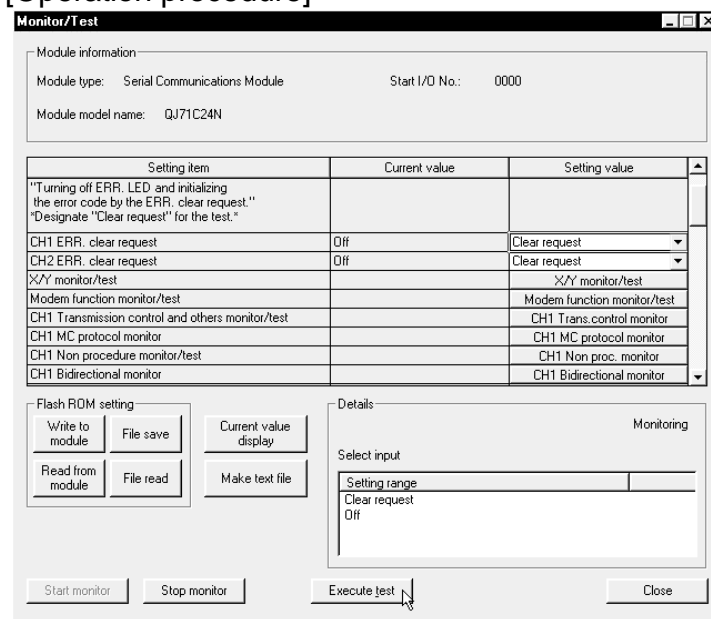 [Operation procedure]
Monitor/Test
Module information
Module type: Serial Communications Module Start I/O No.: 0000
Module model name: QJ71C24N
Setting item Current value Setting value
"Turning off ERR. LED and initializing
the error code by the ERR. clear request."
*Designate "Clear request" for the test.*
CH1 ERR. clear request Off Clear request
CH2 ERR. clear request Off Clear request
X/Y monitor/test X/Y monitor/test
Modem function monitor/test Modem function monitor/test
CH1 Transmission control and others monitor/test CH1 Trans.control monitor
CH1 MC protocol monitor CH1 MC protocol monitor
CH1 Non procedure monitor/test CH1 Non proc. monitor
CH1 Bidirectional monitor CH1 Bidirectional monitor
Flash ROM setting
Write to
module
File save
Current value
display
Read from
module
File read
Make text file
Details
Monitoring
Select input
Setting range
Clear request
Off
Start monitor Stop monitor Execute test Close